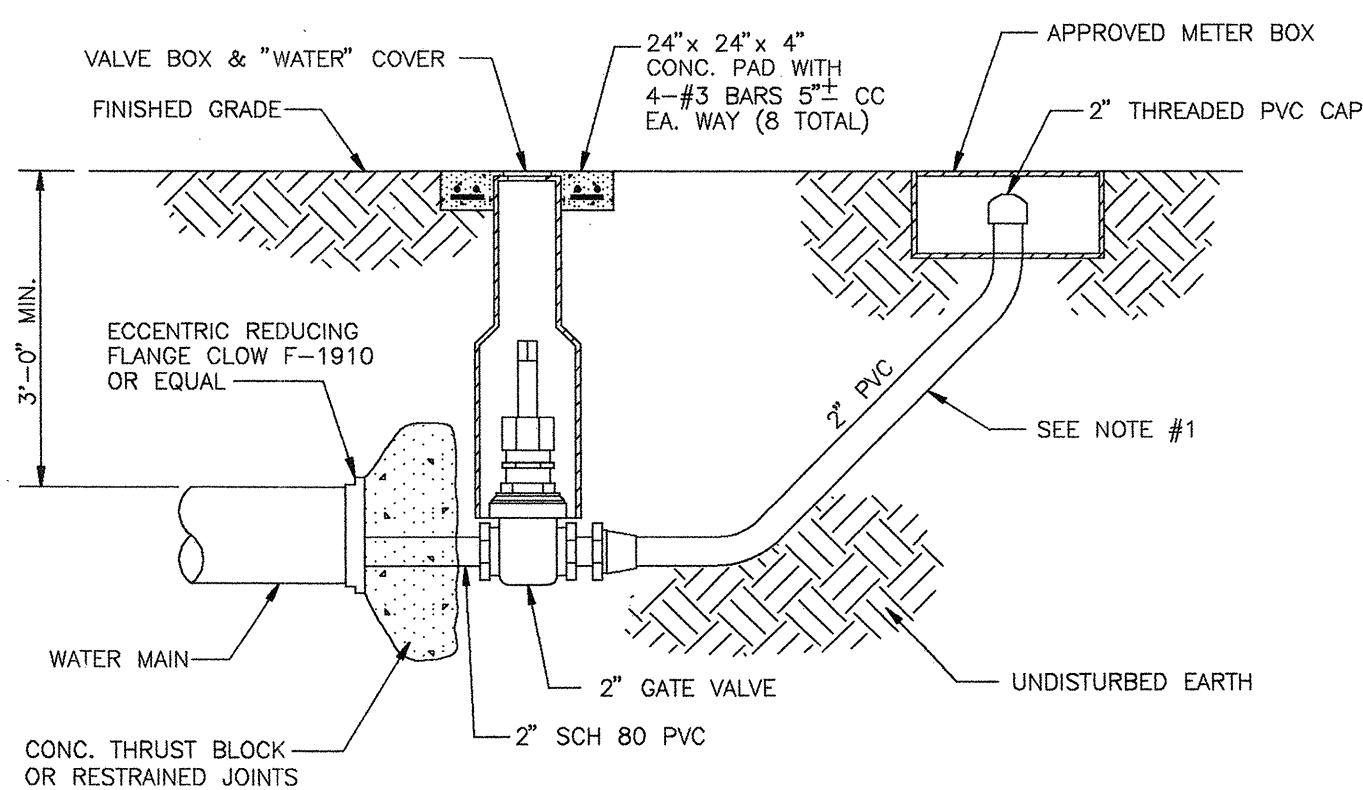 VALVE BOX & "WATER" COVER
FINISHED GRADE
24"x 24"x 4"
CONC. PAD WITH
4-#3 BARS 5"± CC
EA. WAY (8 TOTAL)
APPROVED METER BOX
2" THREADED PVC CAP
3'-0" MIN.
ECCENTRIC REDUCING
FLANGE CLOW F-1910
OR EQUAL
2" PVC
SEE NOTE #1
WATER MAIN
2" GATE VALVE
UNDISTURBED EARTH
2" SCH 80 PVC
CONC. THRUST BLOCK
OR RESTRAINED JOINTS